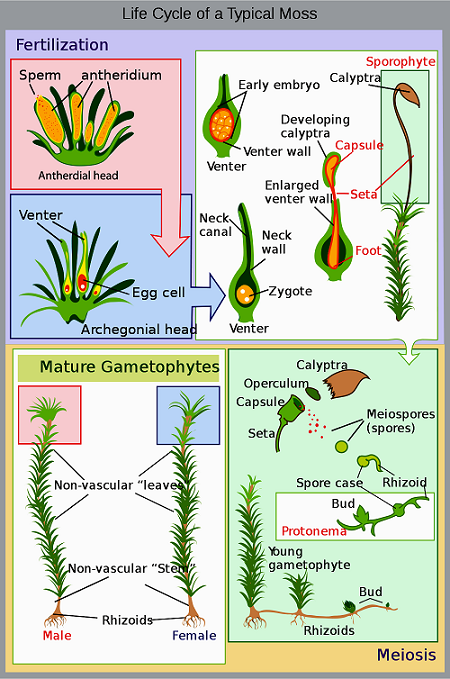 Life Cycle of a Typical Moss
Fertilization
Sperm
antheridium
Antherdial head
Venter
Egg cell
Archegonial head
Early embryo
Venter wall
Venter
Neck
canal
Neck
wall
Zygote
Venter
Developing
calyptra
Capsule
Enlarged
venter wall
Seta
Foot
Sporophyte
Calyptra
Mature Gametophytes
Non-vascular "leaves
Non-vascular "Stem"
Rhizoids
Male
Female
Calyptra
Operculum
Capsule
Seta
Meiospores
(spores)
Spore case
Rhizoid
Bud
Protonema
Young
gametophyte
Bud
Rhizoids
Meiosis